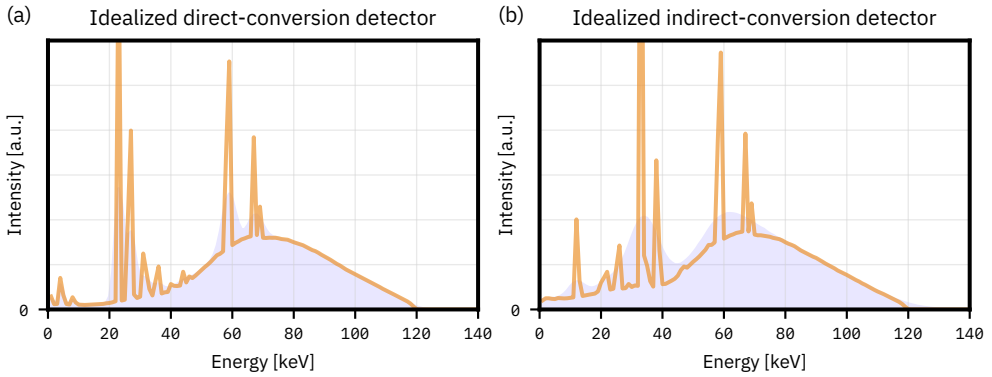 (a) Idealized direct-conversion detector
Intensity [a.u.]
0
0 20 40 60 80 100 120 140
Energy [keV]
(b) Idealized indirect-conversion detector
Intensity [a.u.]
0
0 20 40 60 80 100 120 140
Energy [keV]